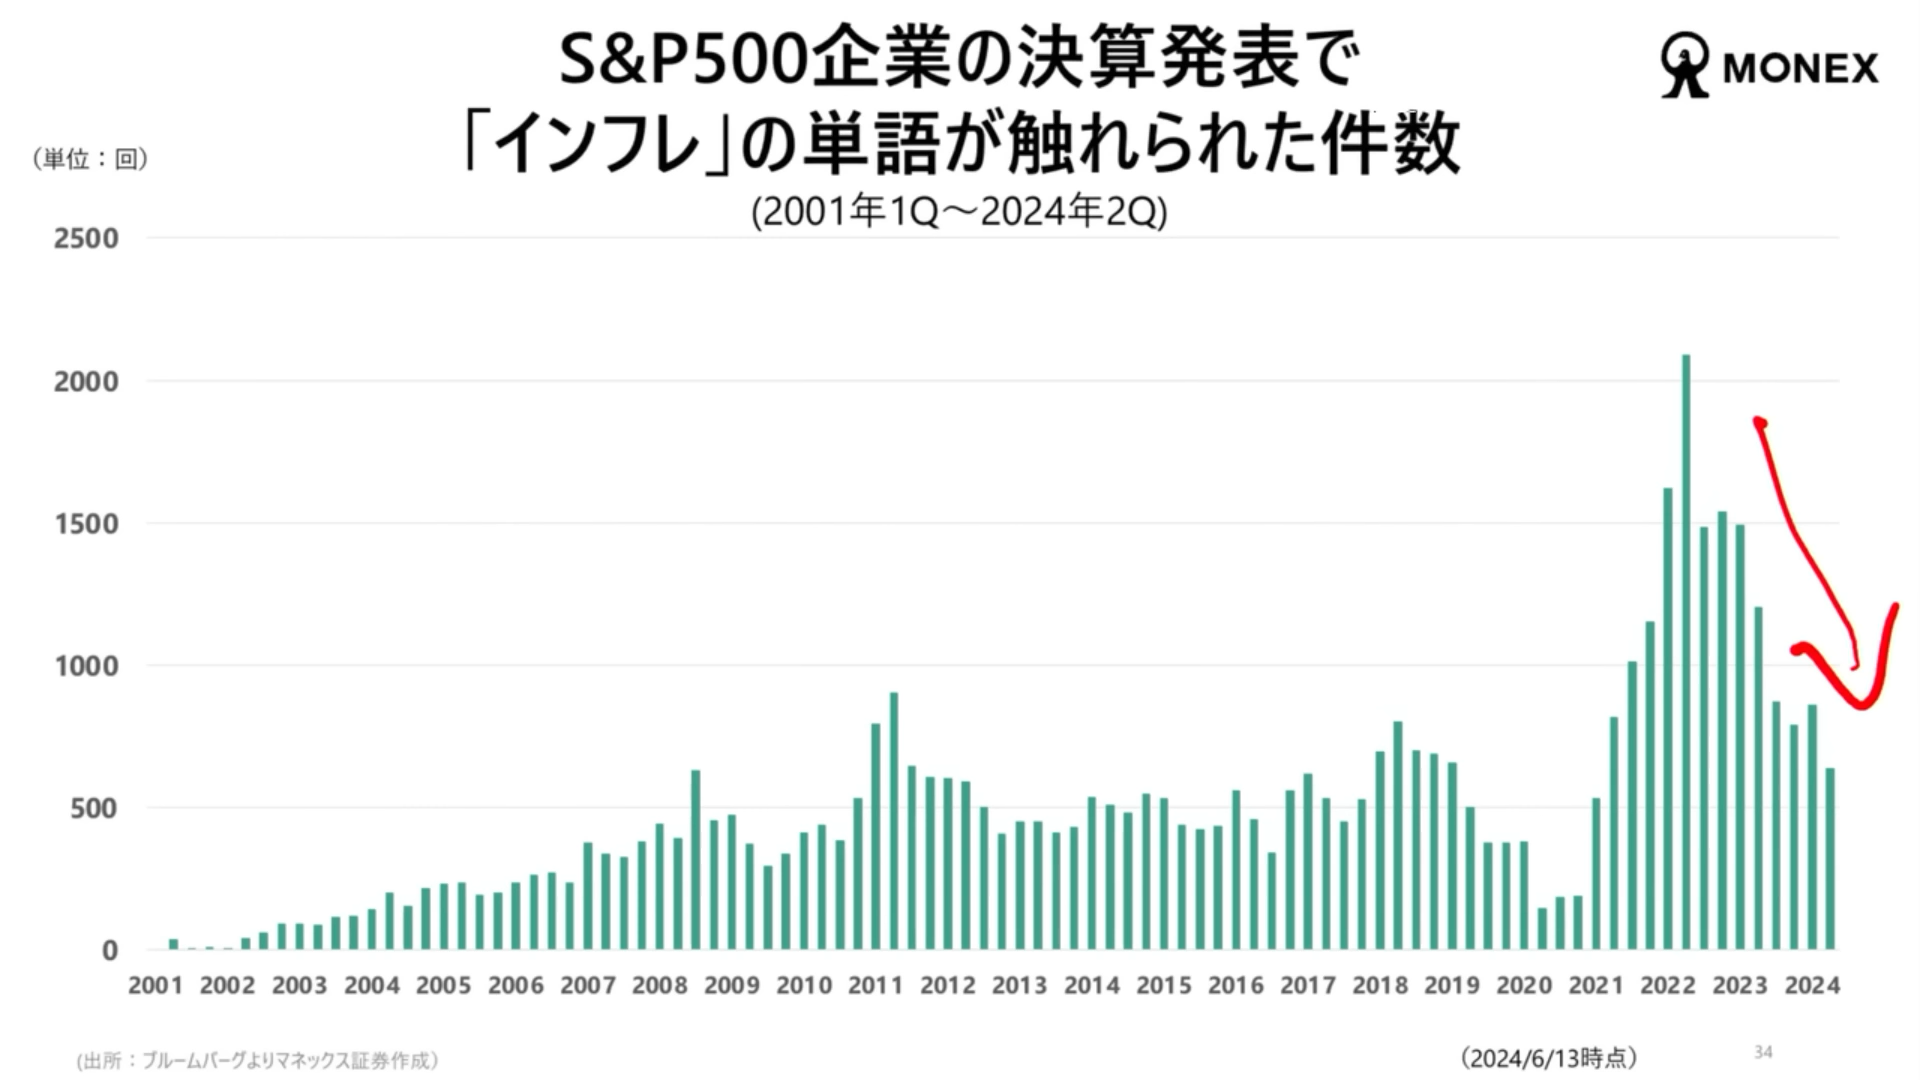 S&P500企業の決算発表で
「インフレ」の単語が触れられた件数
(2001年1Q～2024年2Q)
MONEX
（単位：回）
2500
2000
1500
1000
500
0
2001 2002 2003 2004 2005 2006 2007 2008 2009 2010 2011 2012 2013 2014 2015 2016 2017 2018 2019 2020 2021 2022 2023 2024
(出所：ブルームバーグよりマネックス証券作成)
（2024/6/13時点）
34